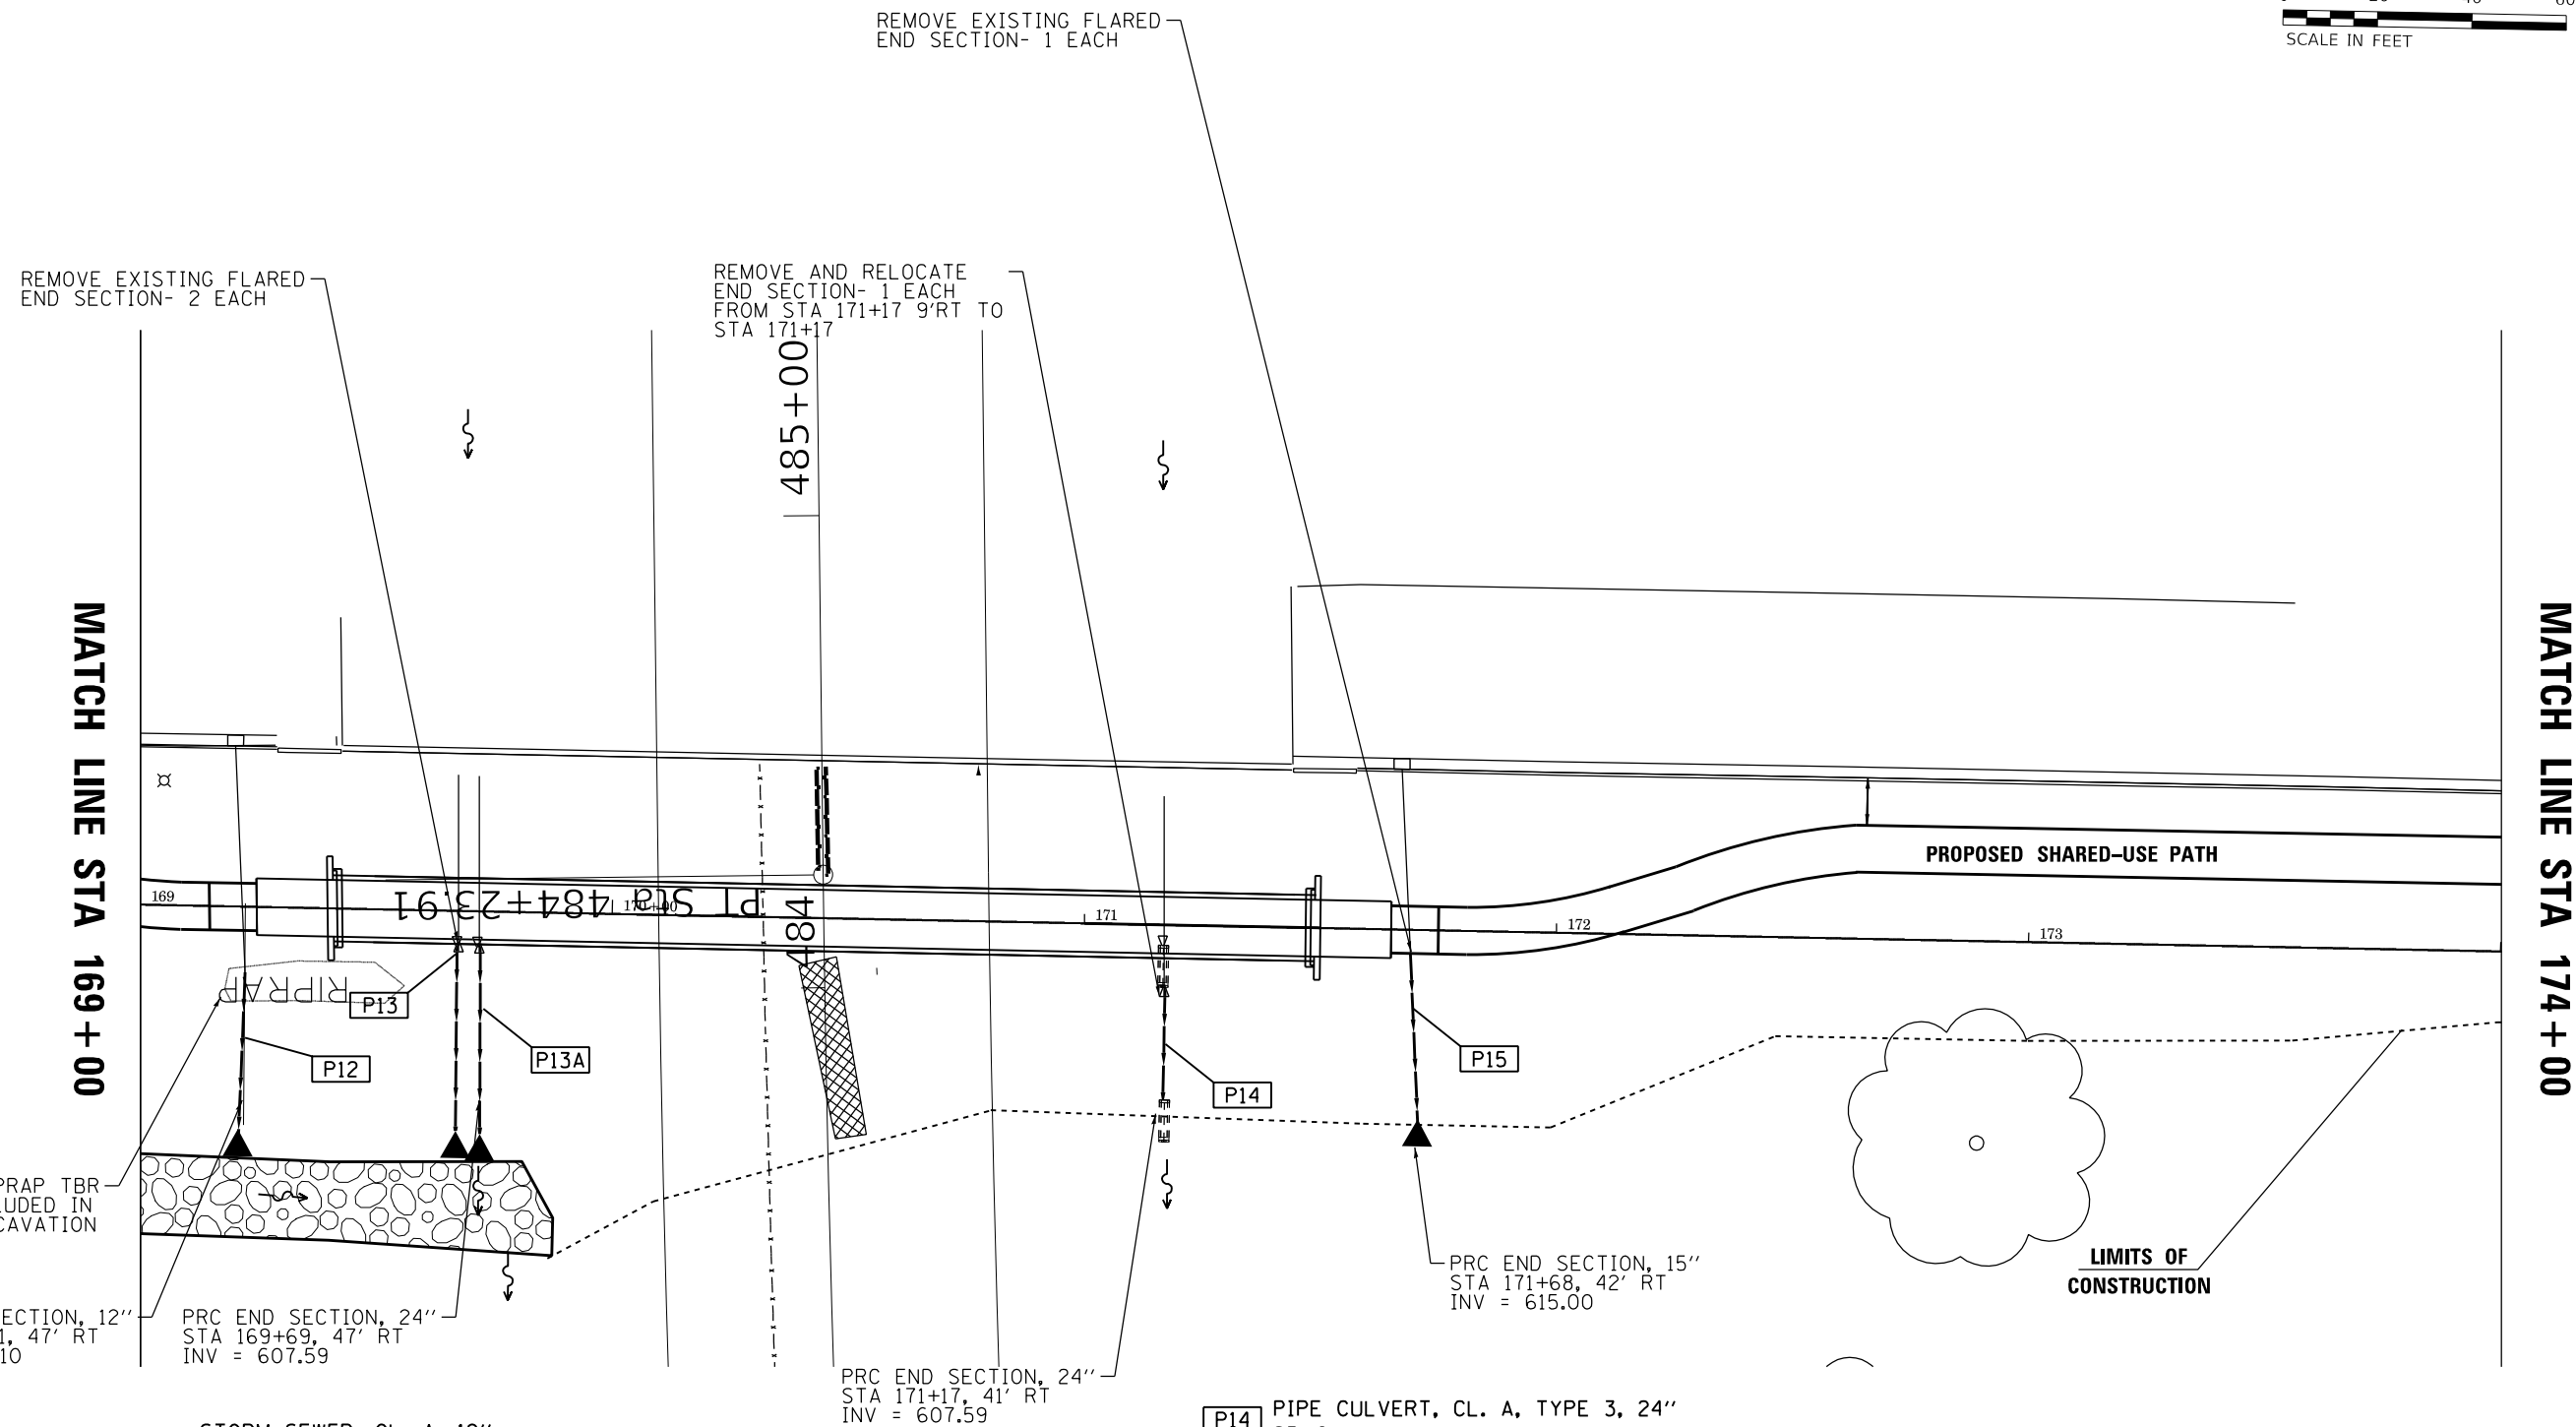 REMOVE EXISTING FLARED
END SECTION- 1 EACH
SCALE IN FEET
REMOVE EXISTING FLARED
END SECTION- 2 EACH
REMOVE AND RELOCATE
END SECTION- 1 EACH
FROM STA 171+17 9'RT TO
STA 171+17
485+00
MATCH LINE STA 169+00
MATCH LINE STA 174+00
PROPOSED SHARED-USE PATH
169
PT Sta 484+23.91
170+00
484
171
172
173
RIPRAP
P13
P12
P13A
P14
P15
PRAP TBR
UDED IN
CAVATION
LIMITS OF
CONSTRUCTION
PRC END SECTION, 15''
STA 171+68, 42' RT
INV = 615.00
ECTION, 12''
1, 47' RT
10
PRC END SECTION, 24''
STA 169+69, 47' RT
INV = 607.59
PRC END SECTION, 24''
STA 171+17, 41' RT
INV = 607.59
P14 PIPE CULVERT, CL. A, TYPE 3, 24''